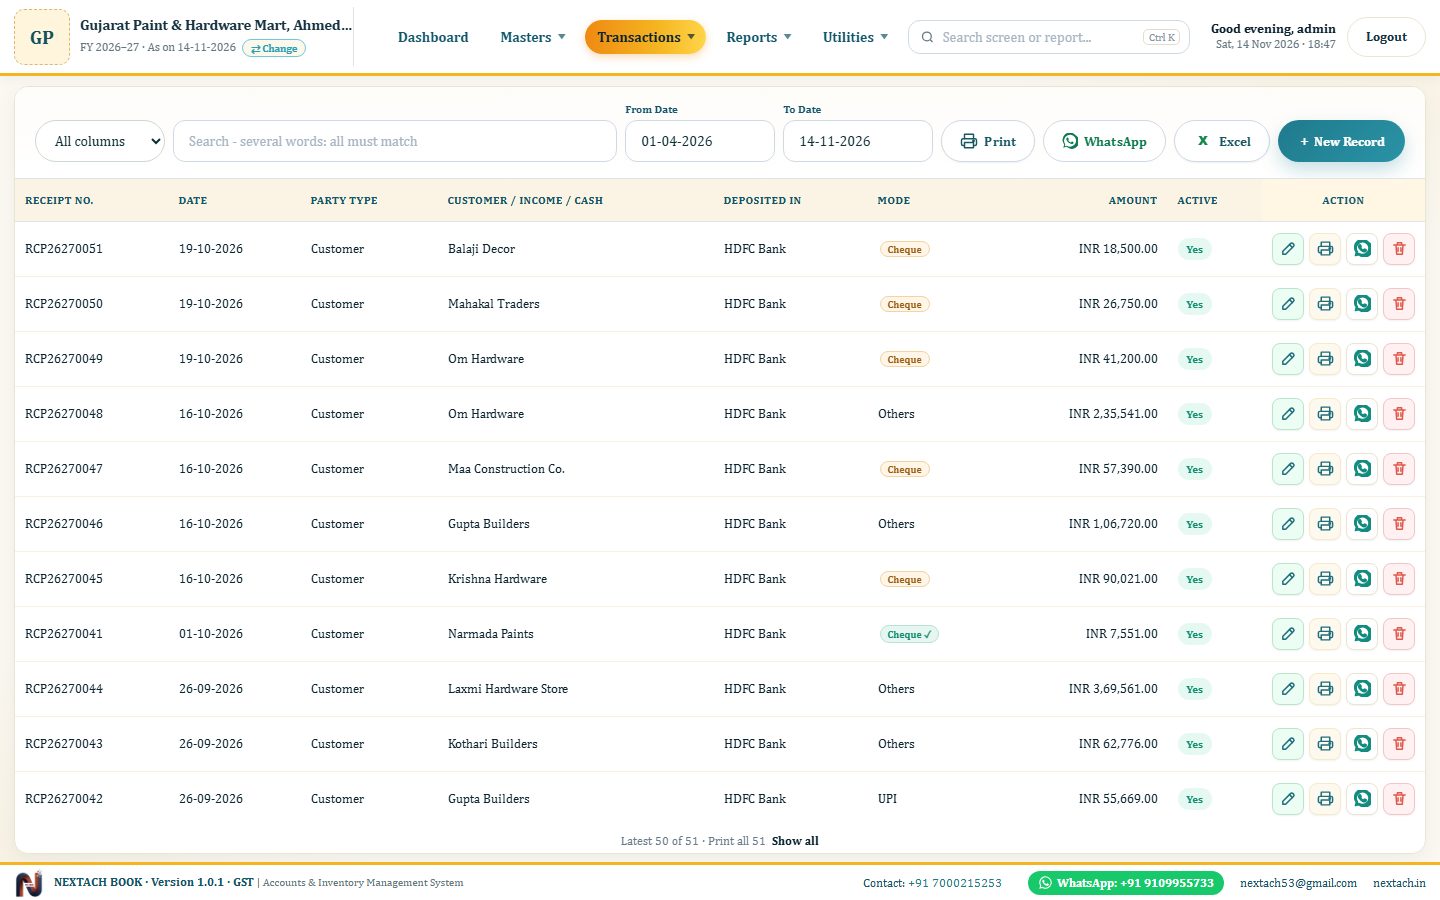 GP
Gujarat Paint & Hardware Mart, Ahmed...
FY 2026–27 · As on 14-11-2026 ⇄ Change
Dashboard Masters Transactions Reports Utilities
Search screen or report... Ctrl K
Good evening, admin
Sat, 14 Nov 2026 · 18:47
Logout
From Date To Date
All columns Search - several words: all must match 01-04-2026 14-11-2026 Print WhatsApp X Excel + New Record
RECEIPT NO. DATE PARTY TYPE CUSTOMER / INCOME / CASH DEPOSITED IN MODE AMOUNT ACTIVE ACTION
RCP26270051 19-10-2026 Customer Balaji Decor HDFC Bank Cheque INR 18,500.00 Yes
RCP26270050 19-10-2026 Customer Mahakal Traders HDFC Bank Cheque INR 26,750.00 Yes
RCP26270049 19-10-2026 Customer Om Hardware HDFC Bank Cheque INR 41,200.00 Yes
RCP26270048 16-10-2026 Customer Om Hardware HDFC Bank Others INR 2,35,541.00 Yes
RCP26270047 16-10-2026 Customer Maa Construction Co. HDFC Bank Cheque INR 57,390.00 Yes
RCP26270046 16-10-2026 Customer Gupta Builders HDFC Bank Others INR 1,06,720.00 Yes
RCP26270045 16-10-2026 Customer Krishna Hardware HDFC Bank Cheque INR 90,021.00 Yes
RCP26270041 01-10-2026 Customer Narmada Paints HDFC Bank Cheque ✓ INR 7,551.00 Yes
RCP26270044 26-09-2026 Customer Laxmi Hardware Store HDFC Bank Others INR 3,69,561.00 Yes
RCP26270043 26-09-2026 Customer Kothari Builders HDFC Bank Others INR 62,776.00 Yes
RCP26270042 26-09-2026 Customer Gupta Builders HDFC Bank UPI INR 55,669.00 Yes
Latest 50 of 51 · Print all 51 Show all
NEXTACH BOOK · Version 1.0.1 · GST | Accounts & Inventory Management System Contact: +91 7000215253 WhatsApp: +91 9109955733 nextach53@gmail.com nextach.in